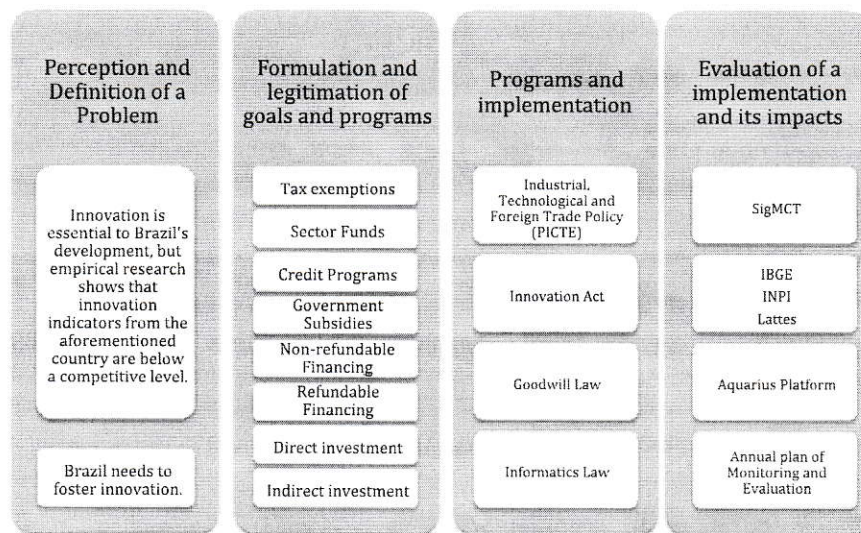 Perception and
Definition of a
Problem
Innovation is
essential to Brazil's
development, but
empirical research
shows that
innovation
indicators from the
aforementioned
country are below
a competitive level.
Brazil needs to
foster innovation.
Formulation and
legitimation of
goals and programs
Tax exemptions
Sector Funds
Credit Programs
Government
Subsidies
Non-refundable
Financing
Refundable
Financing
Direct investment
Indirect investment
Programs and
implementation
Industrial,
Technological and
Foreign Trade Policy
(PICTE)
Innovation Act
Goodwill Law
Informatics Law
Evaluation of a
implementation
and its impacts
SigMCT
IBGE
INPI
Lattes
Aquarius Platform
Annual plan of
Monitoring and
Evaluation